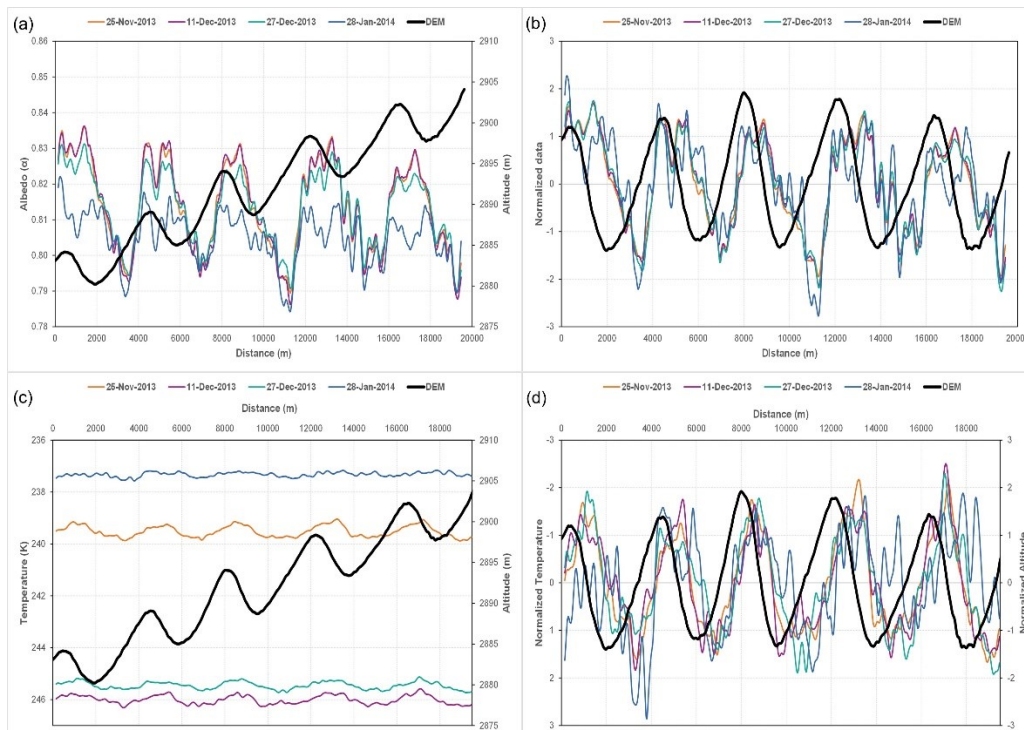 (a)
25-Nov-2013 11-Dec-2013 27-Dec-2013 28-Jan-2014 DEM
0.86 2910
0.85 2905
0.84 2900
0.83 2895
0.82 2890
0.81 2885
0.80 2880
0.79 2875
0.78
Albedo (α)
Altitude (m)
0 2000 4000 6000 8000 10000 12000 14000 16000 18000 20000
Distance (m)
(b)
25-Nov-2013 11-Dec-2013 27-Dec-2013 28-Jan-2014 DEM
3
2
1
0
-1
-2
-3
Normalized data
0 2000 4000 6000 8000 10000 12000 14000 16000 18000 2000
Distance (m)
(c)
25-Nov-2013 11-Dec-2013 27-Dec-2013 28-Jan-2014 DEM
Distance (m)
0 2000 4000 6000 8000 10000 12000 14000 16000 18000
236 2910
238 2905
240 2900
242 2895
244 2890
246 2885
2880
2875
Temperature (K)
Altitude (m)
(d)
25-Nov-2013 11-Dec-2013 27-Dec-2013 28-Jan-2014 DEM
Distance (m)
0 2000 4000 6000 8000 10000 12000 14000 16000 18000
-3 3
-2 2
-1 1
0 0
1 -1
2 -2
3 -3
Normalized Temperature
Normalized Altitude